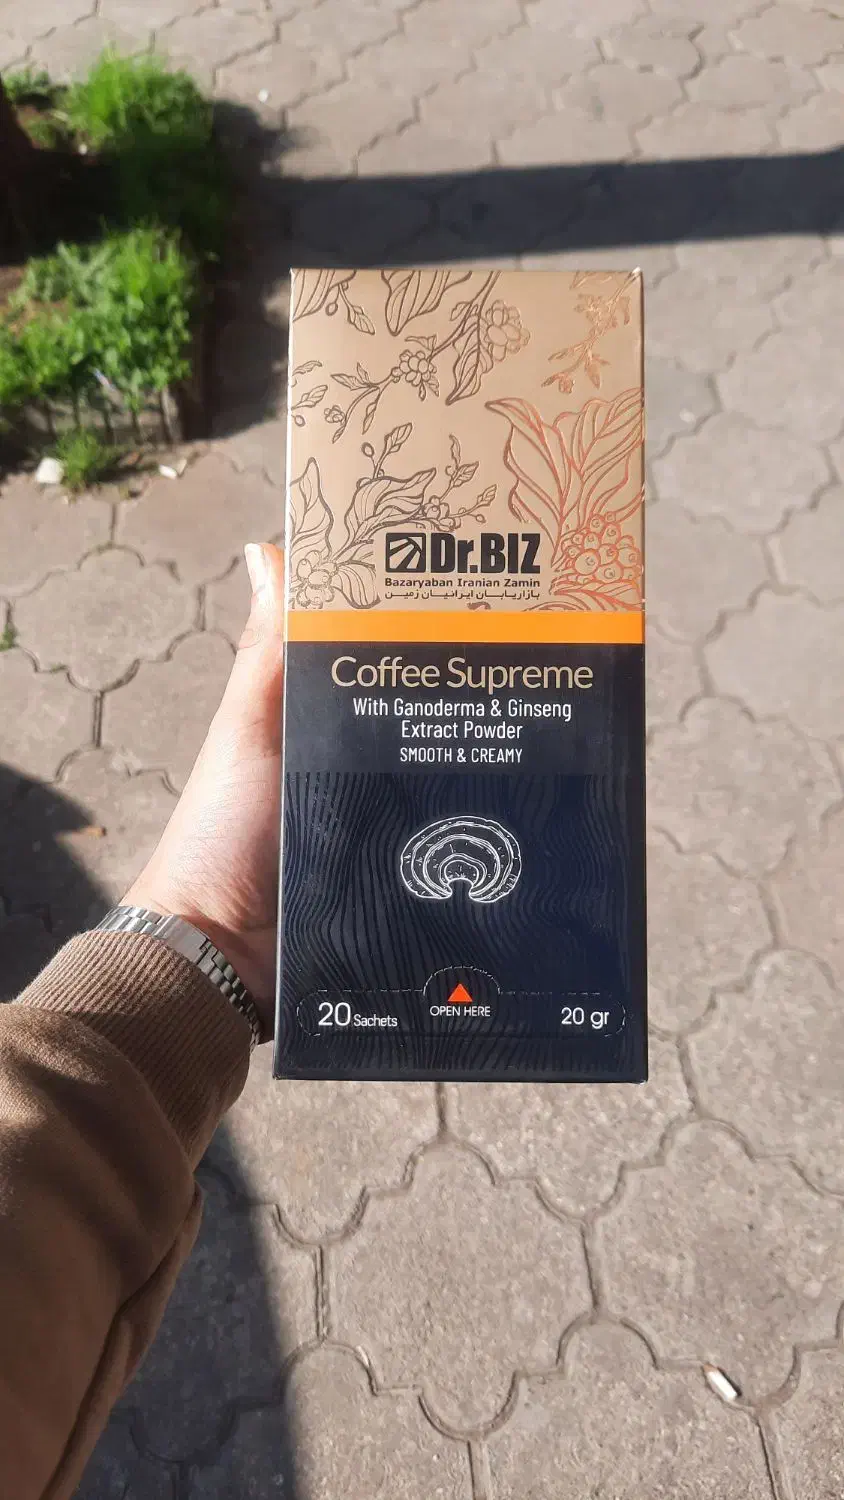 Dr.BIZ
Bazaryaban Iranian Zamin
بازاریابان ایرانیان زمین
Coffee Supreme
With Ganoderma & Ginseng
Extract Powder
SMOOTH & CREAMY
OPEN HERE
20 Sachets
20 gr